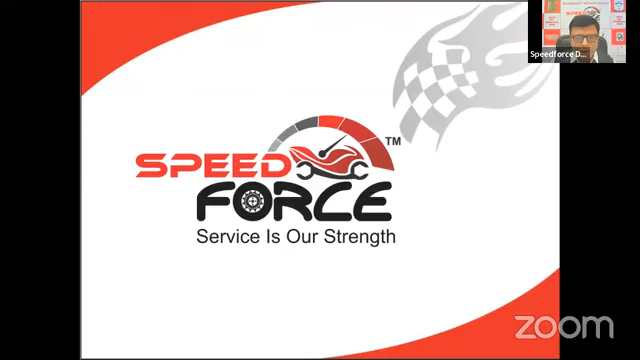 SPEED
FORCE
TM
Service Is Our Strength
Speedforce D...
zoom